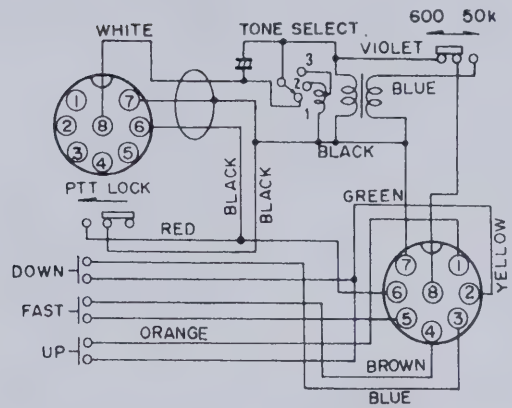 600 50k
WHITE
TONE SELECT
VIOLET
3
2
1
BLUE
1
7
2
8
6
3
4
5
BLACK
PTT LOCK
BLACK
BLACK
GREEN
YELLOW
RED
7
1
6
8
2
5
4
3
DOWN
FAST
ORANGE
UP
BROWN
BLUE